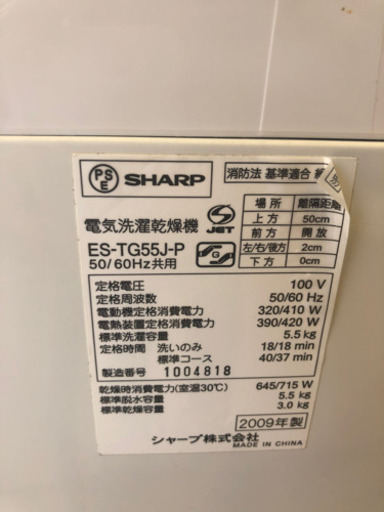 PSE SHARP
消防法 基準適合
電気洗濯乾燥機 S JET
ES-TG55J-P
50/60Hz共用
場所 離隔距離
上方 50cm
前方 開放
左/右/後方 2cm
下方 0cm
定格電圧 100 V
定格周波数 50/60 Hz
電動機定格消費電力 320/410 W
電熱装置定格消費電力 390/420 W
標準洗濯容量 5.5 kg
定格時間 洗いのみ 18/18 min
標準コース 40/37 min
製造番号 1004818
乾燥時消費電力(室温30℃) 645/715 W
標準脱水容量 5.5 kg
標準乾燥容量 3.0 kg
2009年製
シャープ株式会社
MADE IN CHINA